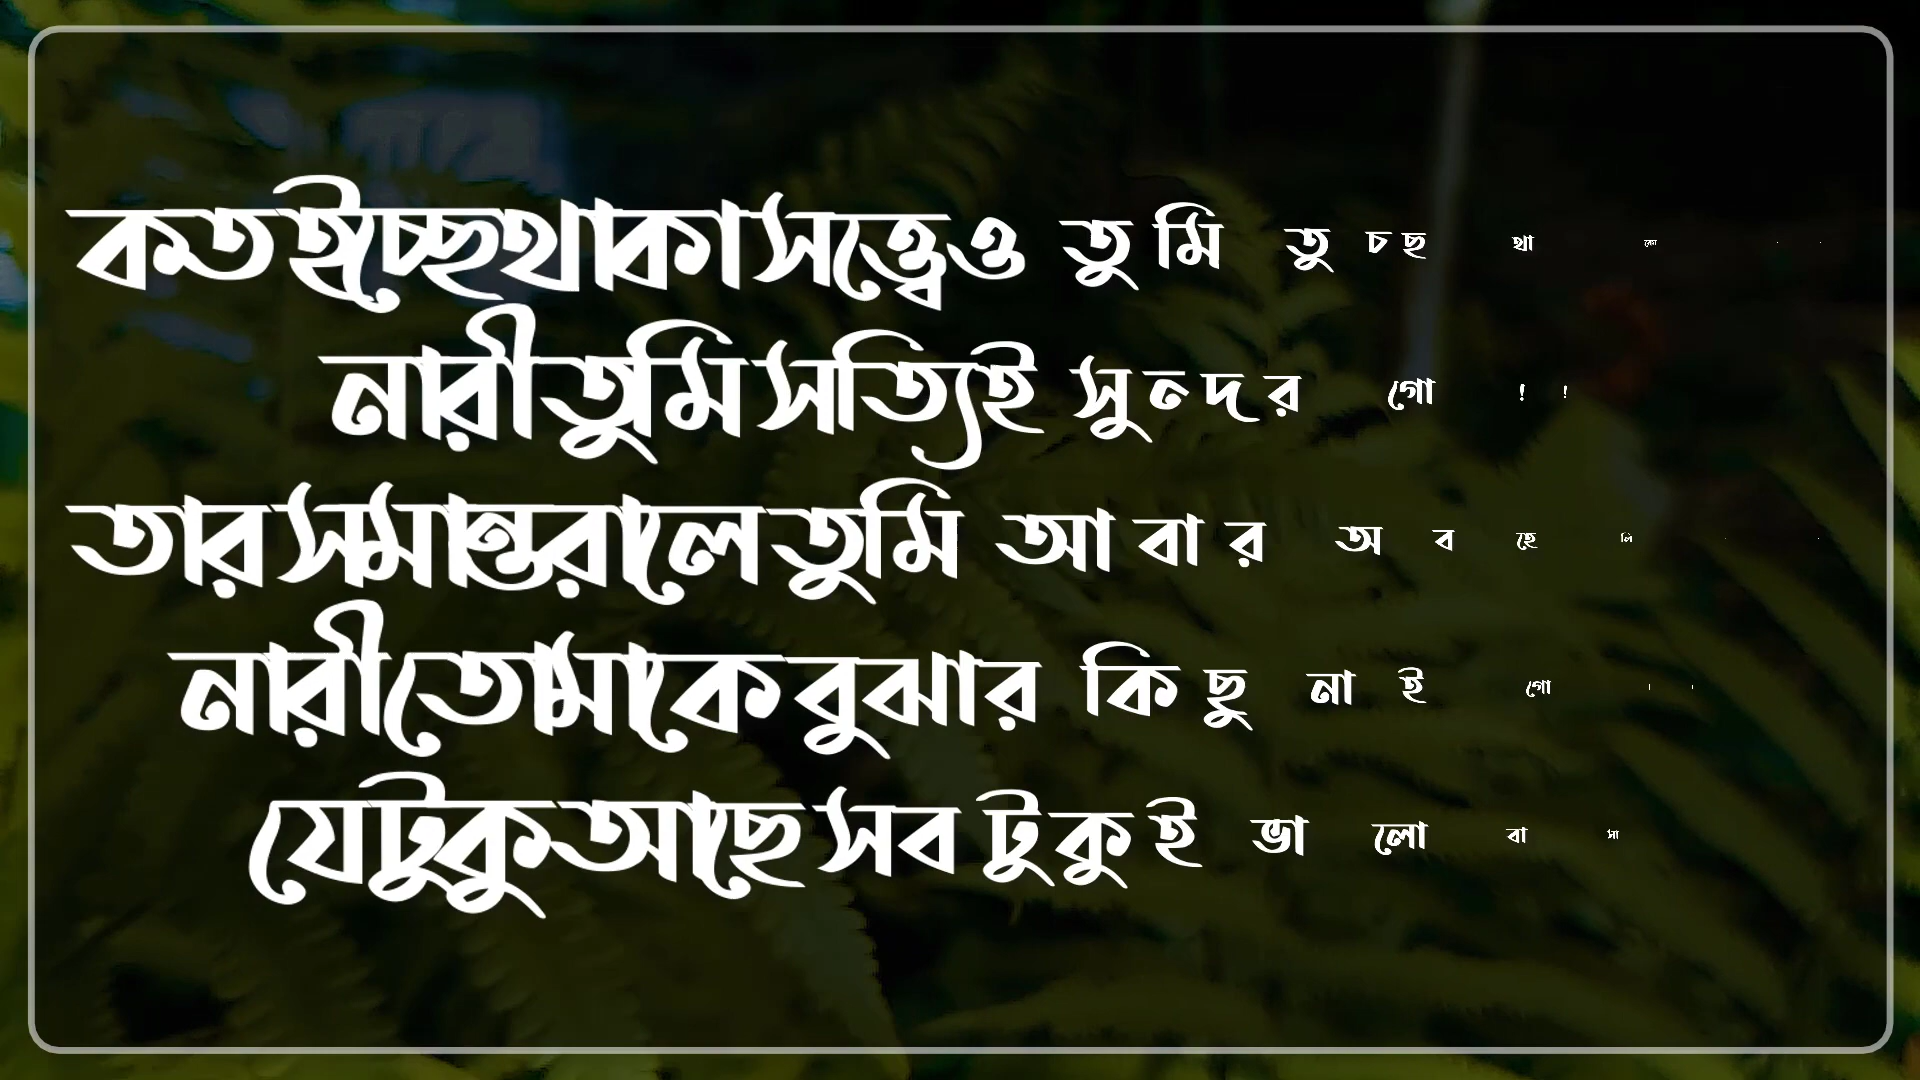 কত ইচ্ছে থাকা সত্ত্বেও তুমি তুচছ থাকো
নারী তুমি সত্যিই সুন্দর গো !!
তার সমান্তরালে তুমি আবার অবহেলি
নারী তোমাকে বুঝার কিছু নাই গো !!
যেটুকু আছে সবটুকুই ভালোবাসা